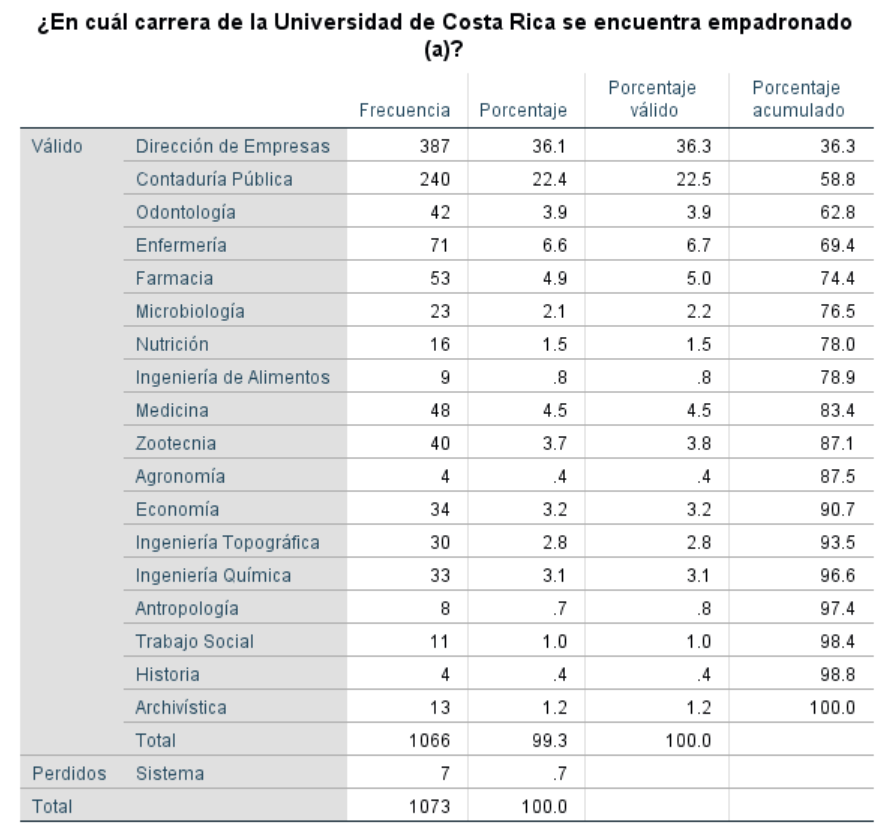 ¿En cuál carrera de la Universidad de Costa Rica se encuentra empadronado
(a)?
Frecuencia Porcentaje Porcentaje válido Porcentaje acumulado
Válido Dirección de Empresas 387 36.1 36.3 36.3
Contaduría Pública 240 22.4 22.5 58.8
Odontología 42 3.9 3.9 62.8
Enfermería 71 6.6 6.7 69.4
Farmacia 53 4.9 5.0 74.4
Microbiología 23 2.1 2.2 76.5
Nutrición 16 1.5 1.5 78.0
Ingeniería de Alimentos 9 .8 .8 78.9
Medicina 48 4.5 4.5 83.4
Zootecnia 40 3.7 3.8 87.1
Agronomía 4 .4 .4 87.5
Economía 34 3.2 3.2 90.7
Ingeniería Topográfica 30 2.8 2.8 93.5
Ingeniería Química 33 3.1 3.1 96.6
Antropología 8 .7 .8 97.4
Trabajo Social 11 1.0 1.0 98.4
Historia 4 .4 .4 98.8
Archivística 13 1.2 1.2 100.0
Total 1066 99.3 100.0
Perdidos Sistema 7 .7
Total 1073 100.0